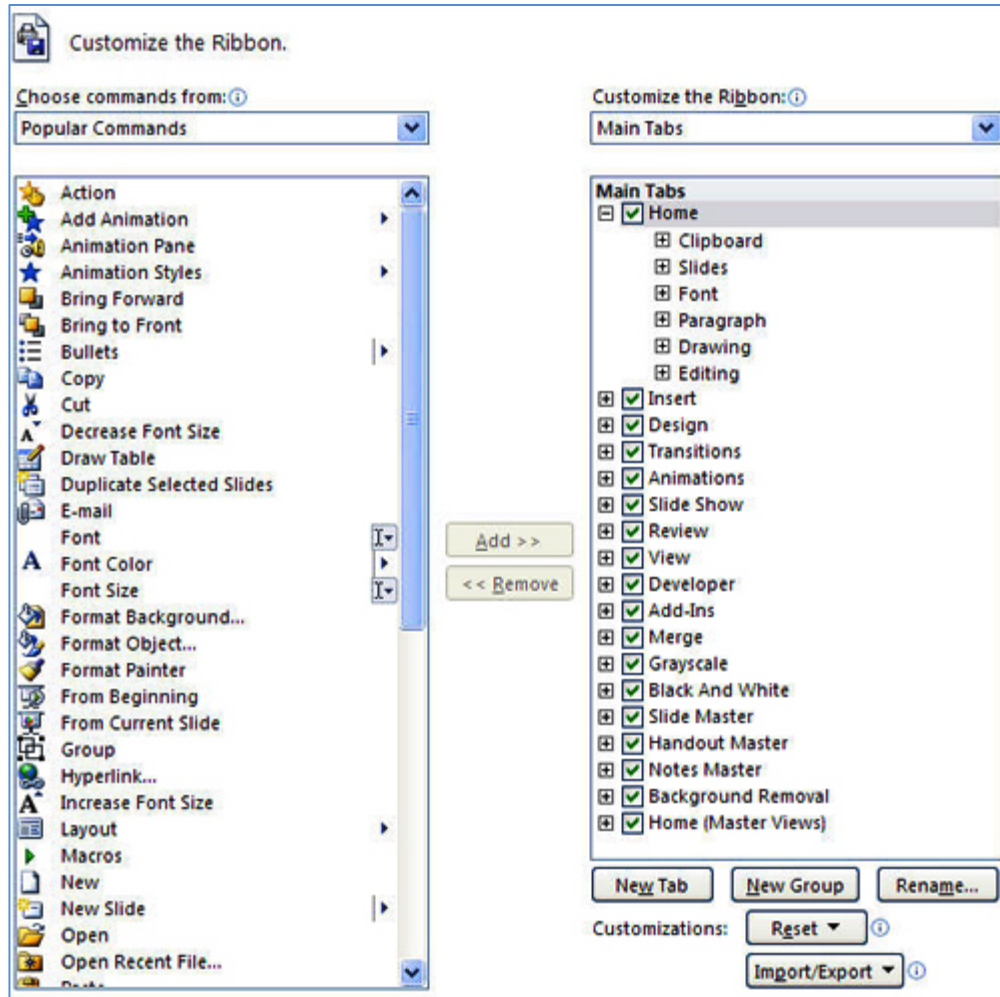 Customize the Ribbon.
Choose commands from:
Popular Commands
Action
Add Animation
Animation Pane
Animation Styles
Bring Forward
Bring to Front
Bullets
Copy
Cut
Decrease Font Size
Draw Table
Duplicate Selected Slides
E-mail
Font
Font Color
Font Size
Format Background...
Format Object...
Format Painter
From Beginning
From Current Slide
Group
Hyperlink...
Increase Font Size
Layout
Macros
New
New Slide
Open
Open Recent File...
Add >>
<< Remove
Customize the Ribbon:
Main Tabs
Main Tabs
Home
Clipboard
Slides
Font
Paragraph
Drawing
Editing
Insert
Design
Transitions
Animations
Slide Show
Review
View
Developer
Add-Ins
Merge
Grayscale
Black And White
Slide Master
Handout Master
Notes Master
Background Removal
Home (Master Views)
New Tab
New Group
Rename...
Customizations:
Reset
Import/Export